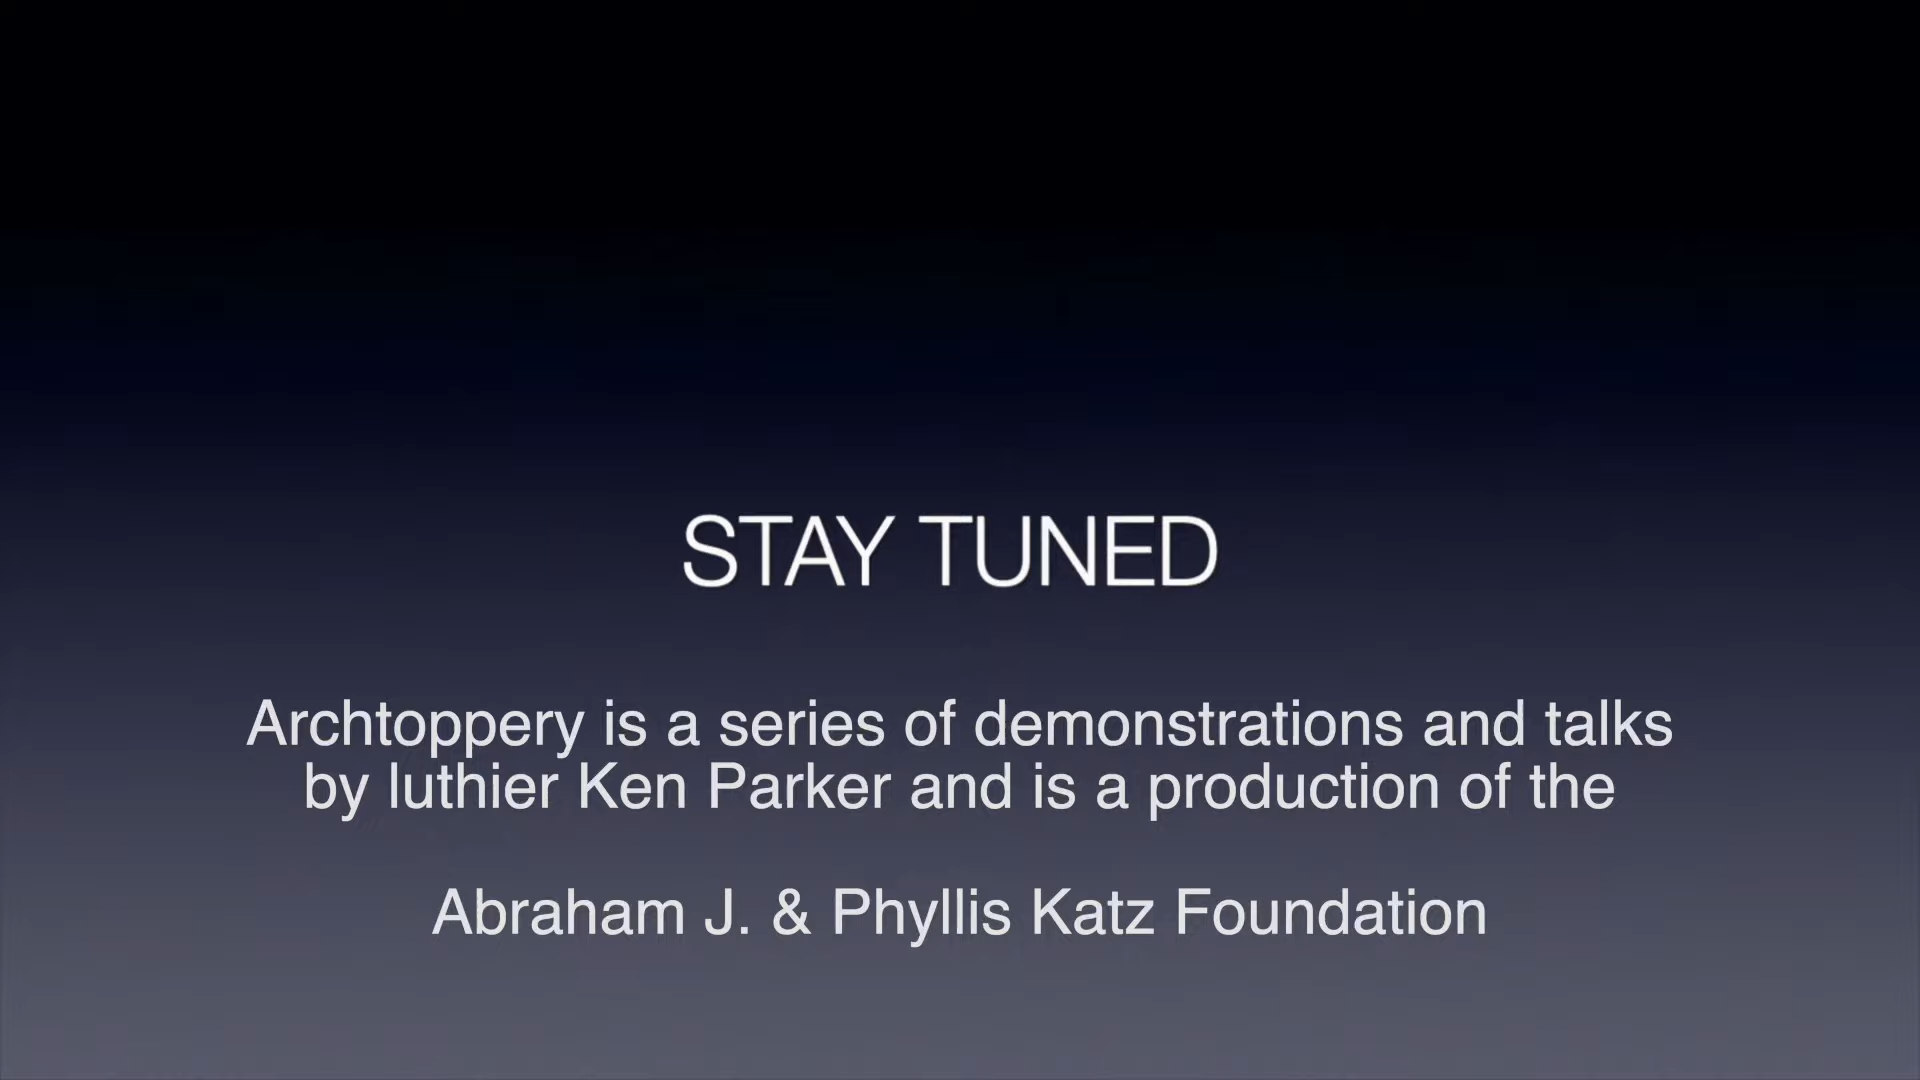 STAY TUNED
Archtoppery is a series of demonstrations and talks
by luthier Ken Parker and is a production of the
Abraham J. & Phyllis Katz Foundation